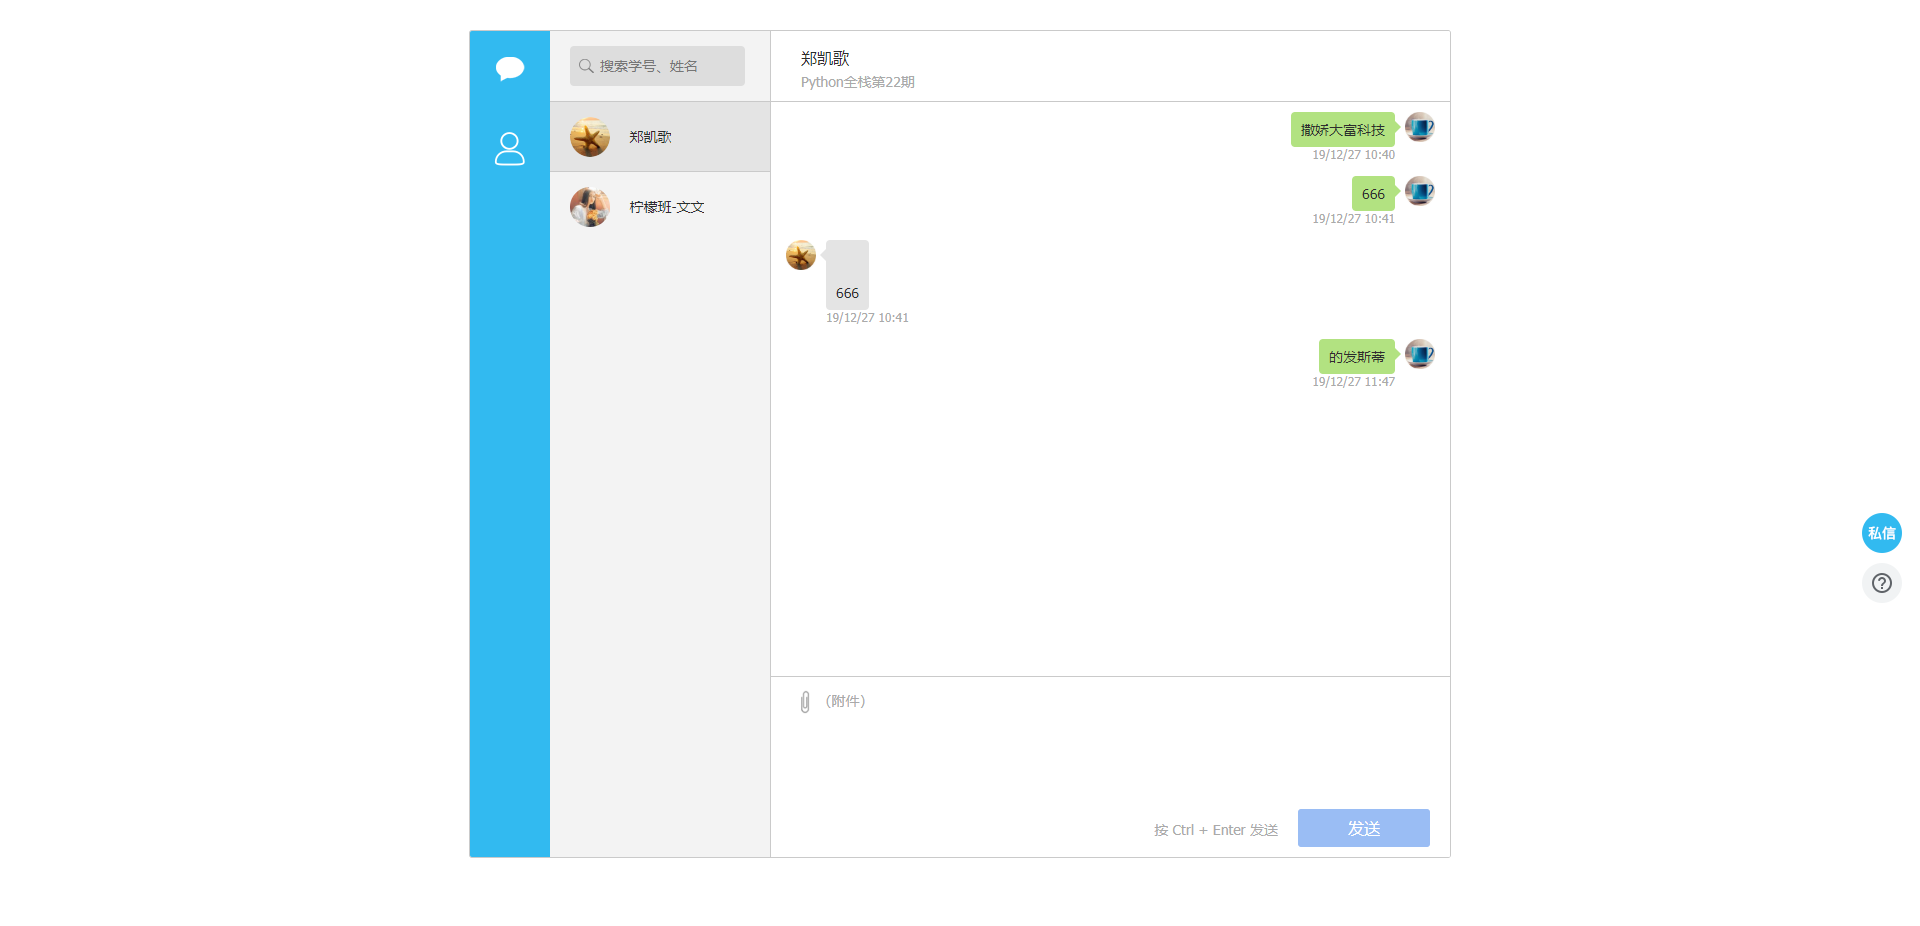 搜索学号、姓名
郑凯歌
柠檬班-文文
郑凯歌
Python全栈第22期
撒娇大富科技
19/12/27 10:40
666
19/12/27 10:41
666
19/12/27 10:41
的发斯蒂
19/12/27 11:47
(附件)
按 Ctrl + Enter 发送
发送
私信